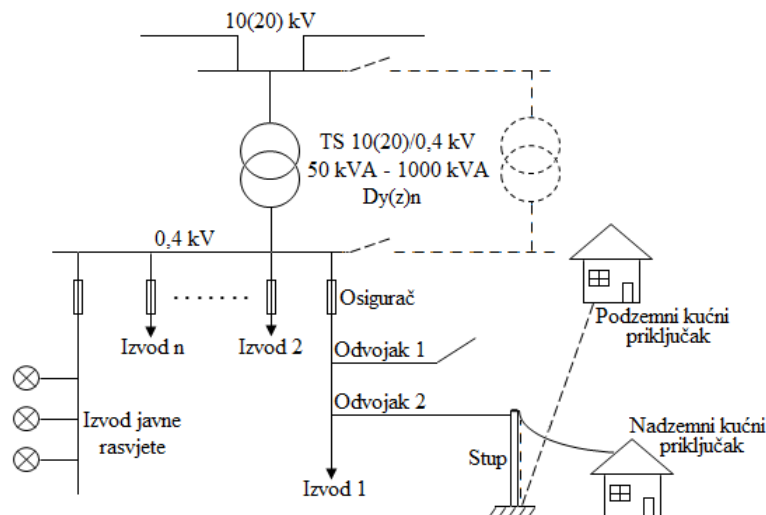 10(20) kV
TS 10(20)/0,4 kV
50 kVA - 1000 kVA
Dy(z)n
0,4 kV
Osigurač
Podzemni kućni
priključak
Izvod n
Izvod 2
Odvojak 1
Odvojak 2
Izvod javne
rasvjete
Nadzemni kućni
priključak
Stup
Izvod 1